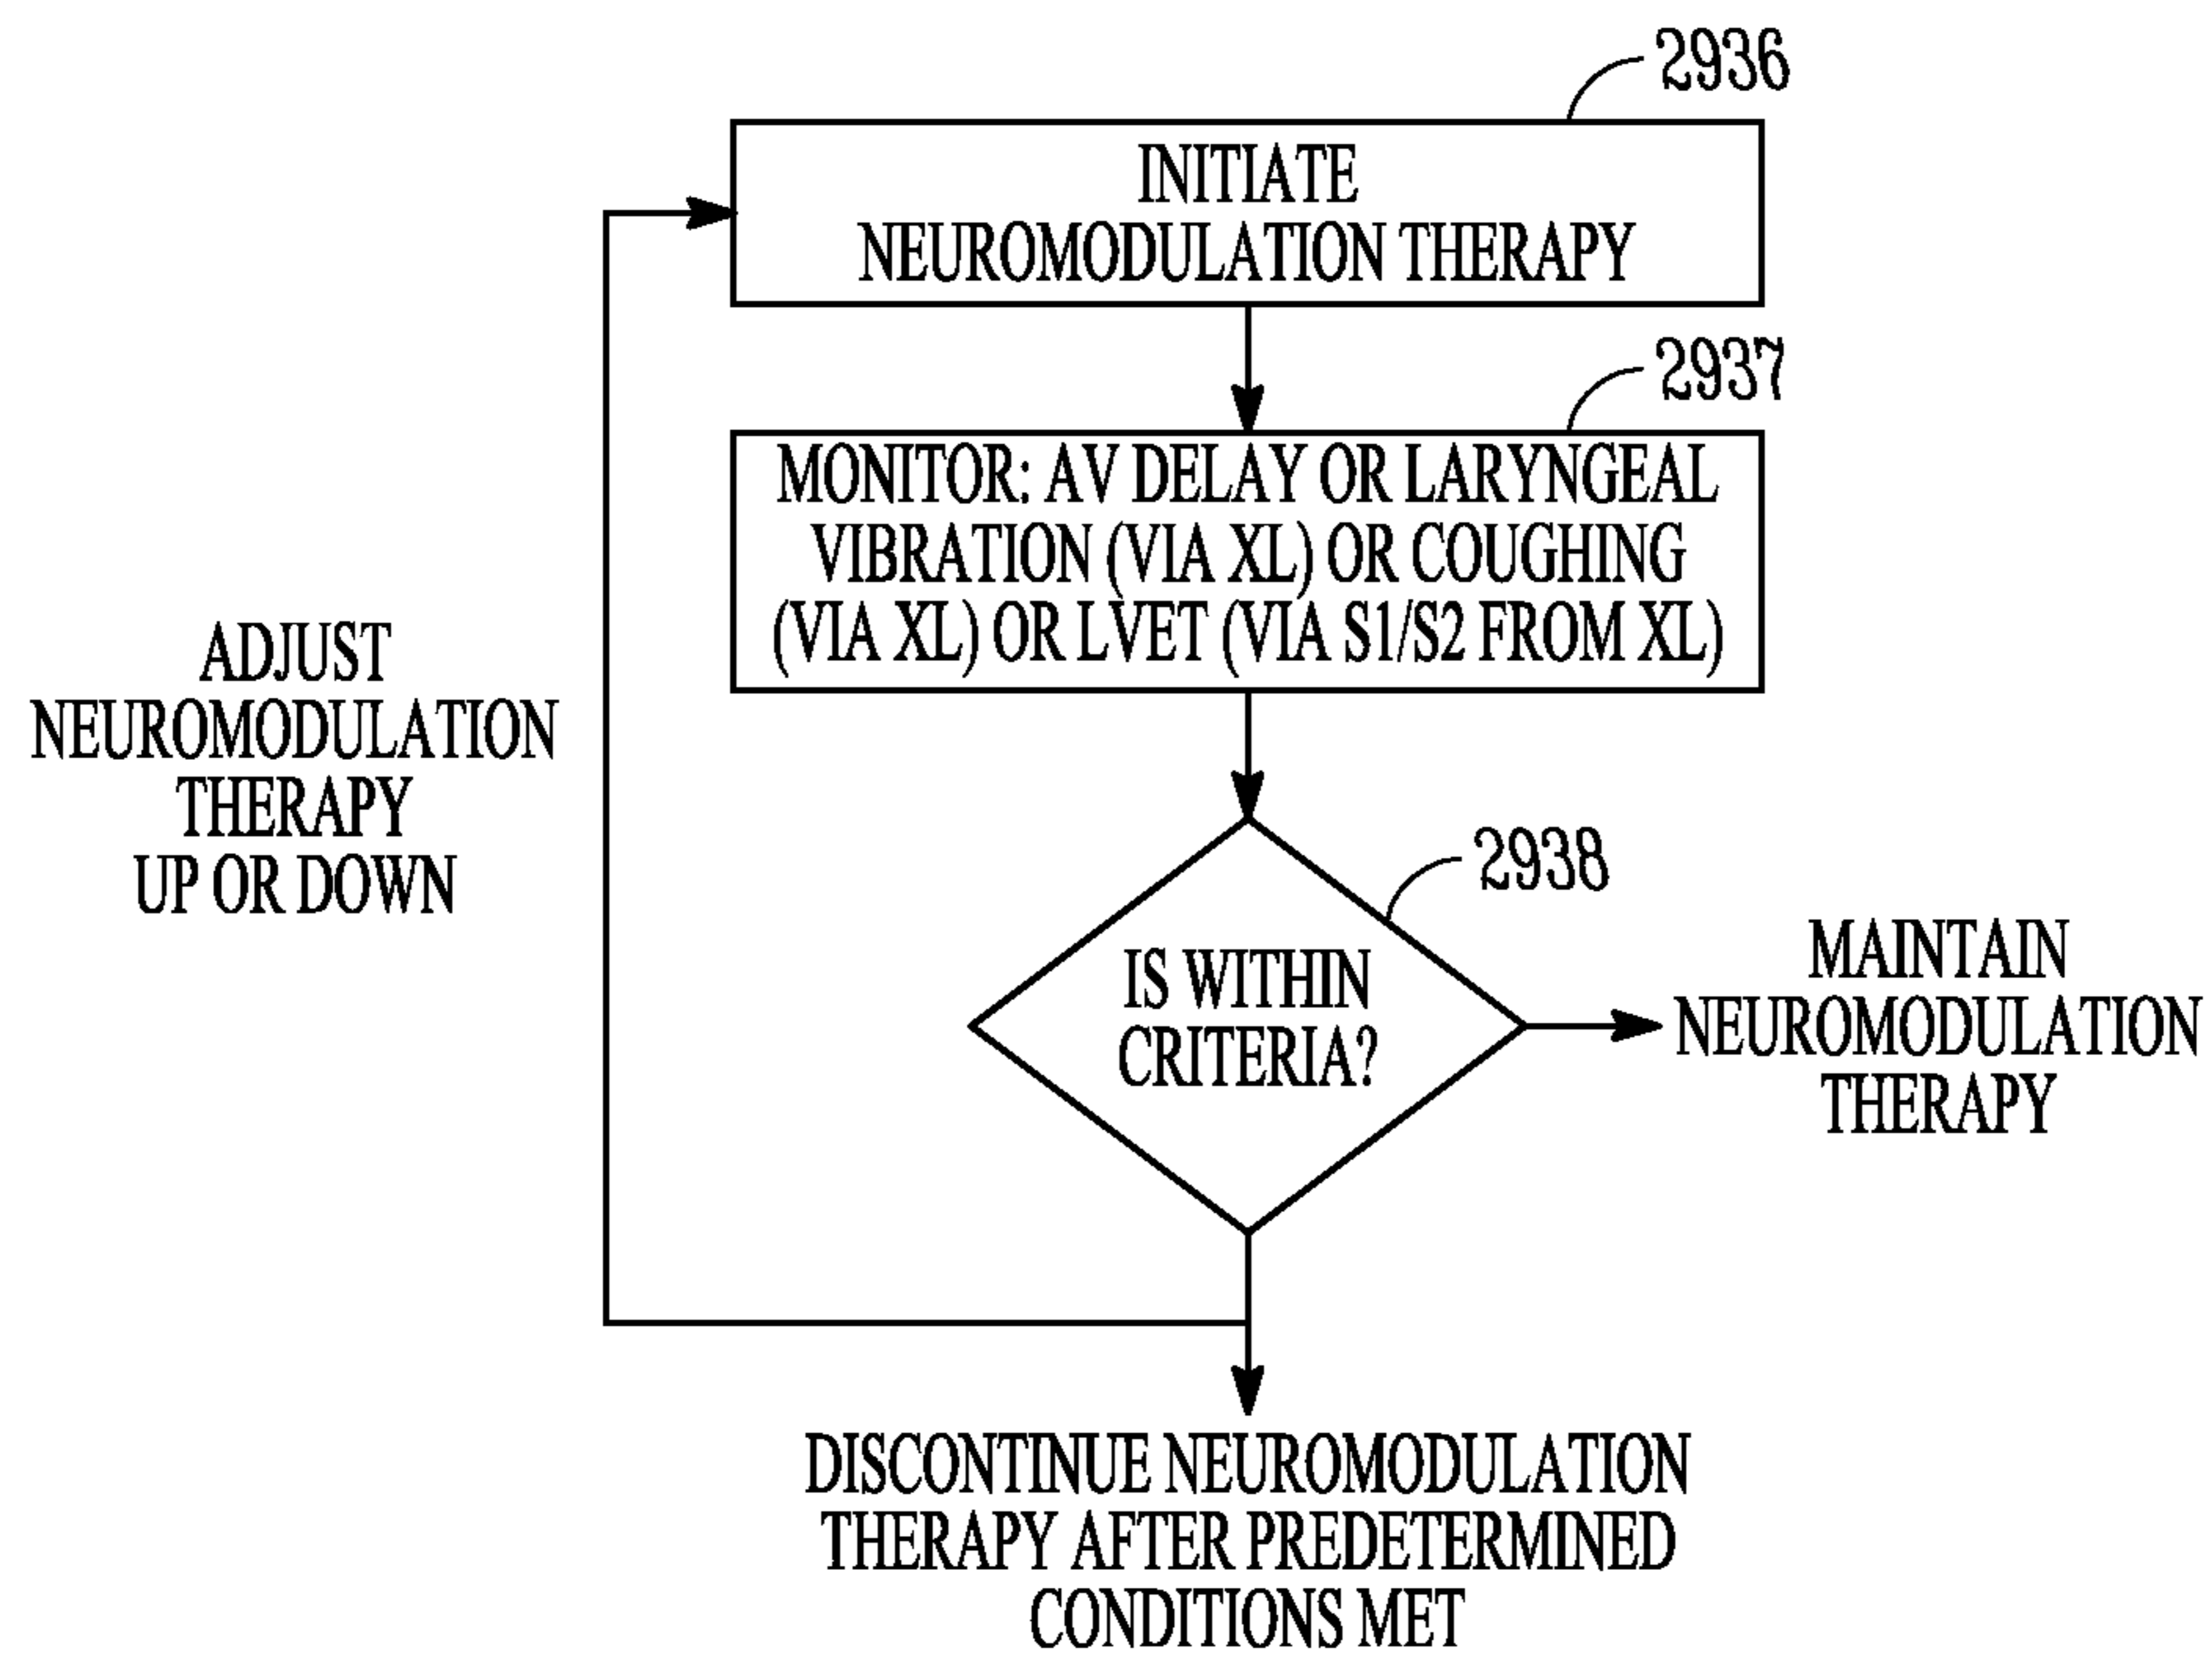 2936
INITIATE
NEUROMODULATION THERAPY
2937
MONITOR: AV DELAY OR LARYNGEAL
VIBRATION (VIA XL) OR COUGHING
(VIA XL) OR LVET (VIA S1/S2 FROM XL)
ADJUST
NEUROMODULATION
THERAPY
UP OR DOWN
2938
IS WITHIN
CRITERIA?
MAINTAIN
NEUROMODULATION
THERAPY
DISCONTINUE NEUROMODULATION
THERAPY AFTER PREDETERMINED
CONDITIONS MET